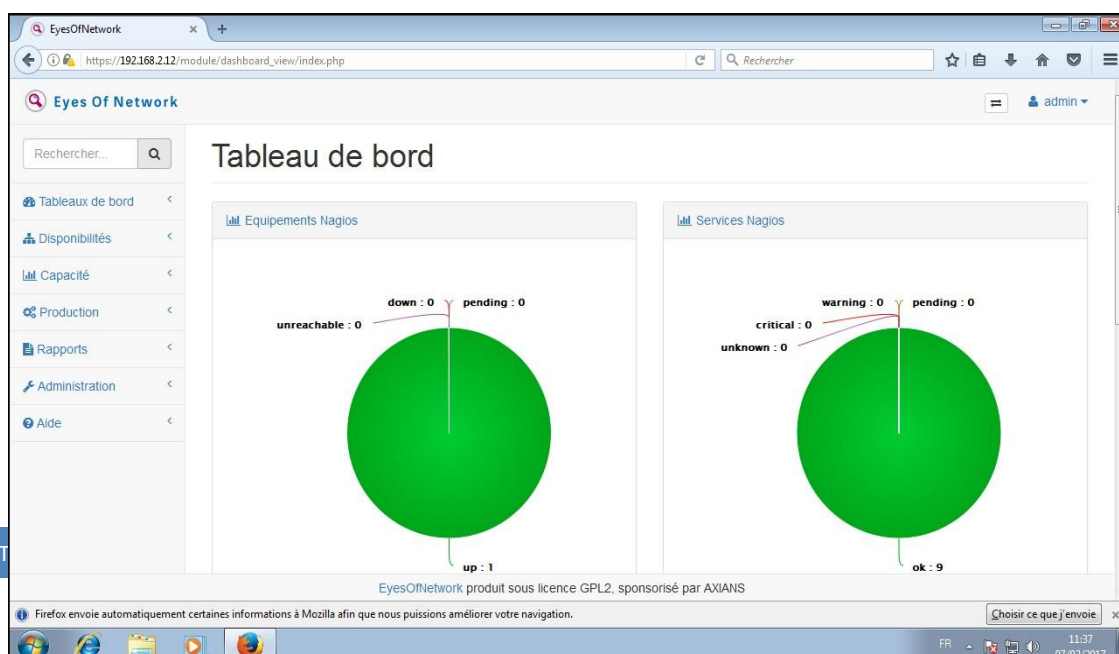 EyesOfNetwork
https://192.168.2.12/module/dashboard_view/index.php
Rechercher
Eyes Of Network
admin
Rechercher...
Tableau de bord
Tableaux de bord
Disponibilités
Capacité
Production
Rapports
Administration
Aide
Equipements Nagios
down : 0
pending : 0
unreachable : 0
up : 1
Services Nagios
warning : 0
pending : 0
critical : 0
unknown : 0
ok : 9
T
EyesOfNetwork produit sous licence GPL2, sponsorisé par AXIANS
Firefox envoie automatiquement certaines informations à Mozilla afin que nous puissions améliorer votre navigation.
Choisir ce que j'envoie
FR
11:37
07/02/2017